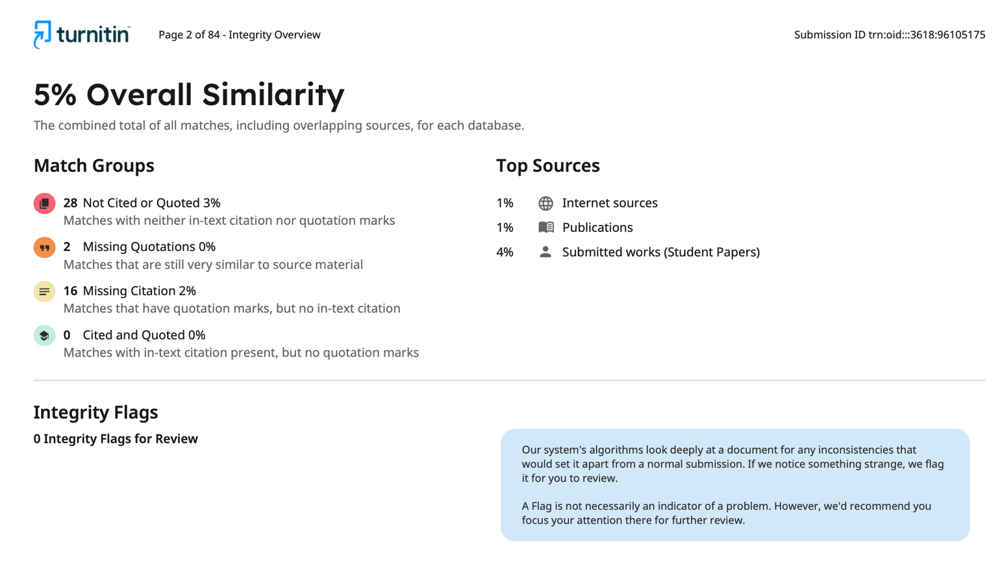 turnitin™
Page 2 of 84 - Integrity Overview
Submission ID trn:oid:::3618:96105175
5% Overall Similarity
The combined total of all matches, including overlapping sources, for each database.
Match Groups
28 Not Cited or Quoted 3%
Matches with neither in-text citation nor quotation marks
2 Missing Quotations 0%
Matches that are still very similar to source material
16 Missing Citation 2%
Matches that have quotation marks, but no in-text citation
0 Cited and Quoted 0%
Matches with in-text citation present, but no quotation marks
Top Sources
1% Internet sources
1% Publications
4% Submitted works (Student Papers)
Integrity Flags
0 Integrity Flags for Review
Our system's algorithms look deeply at a document for any inconsistencies that
would set it apart from a normal submission. If we notice something strange, we flag
it for you to review.
A Flag is not necessarily an indicator of a problem. However, we'd recommend you
focus your attention there for further review.